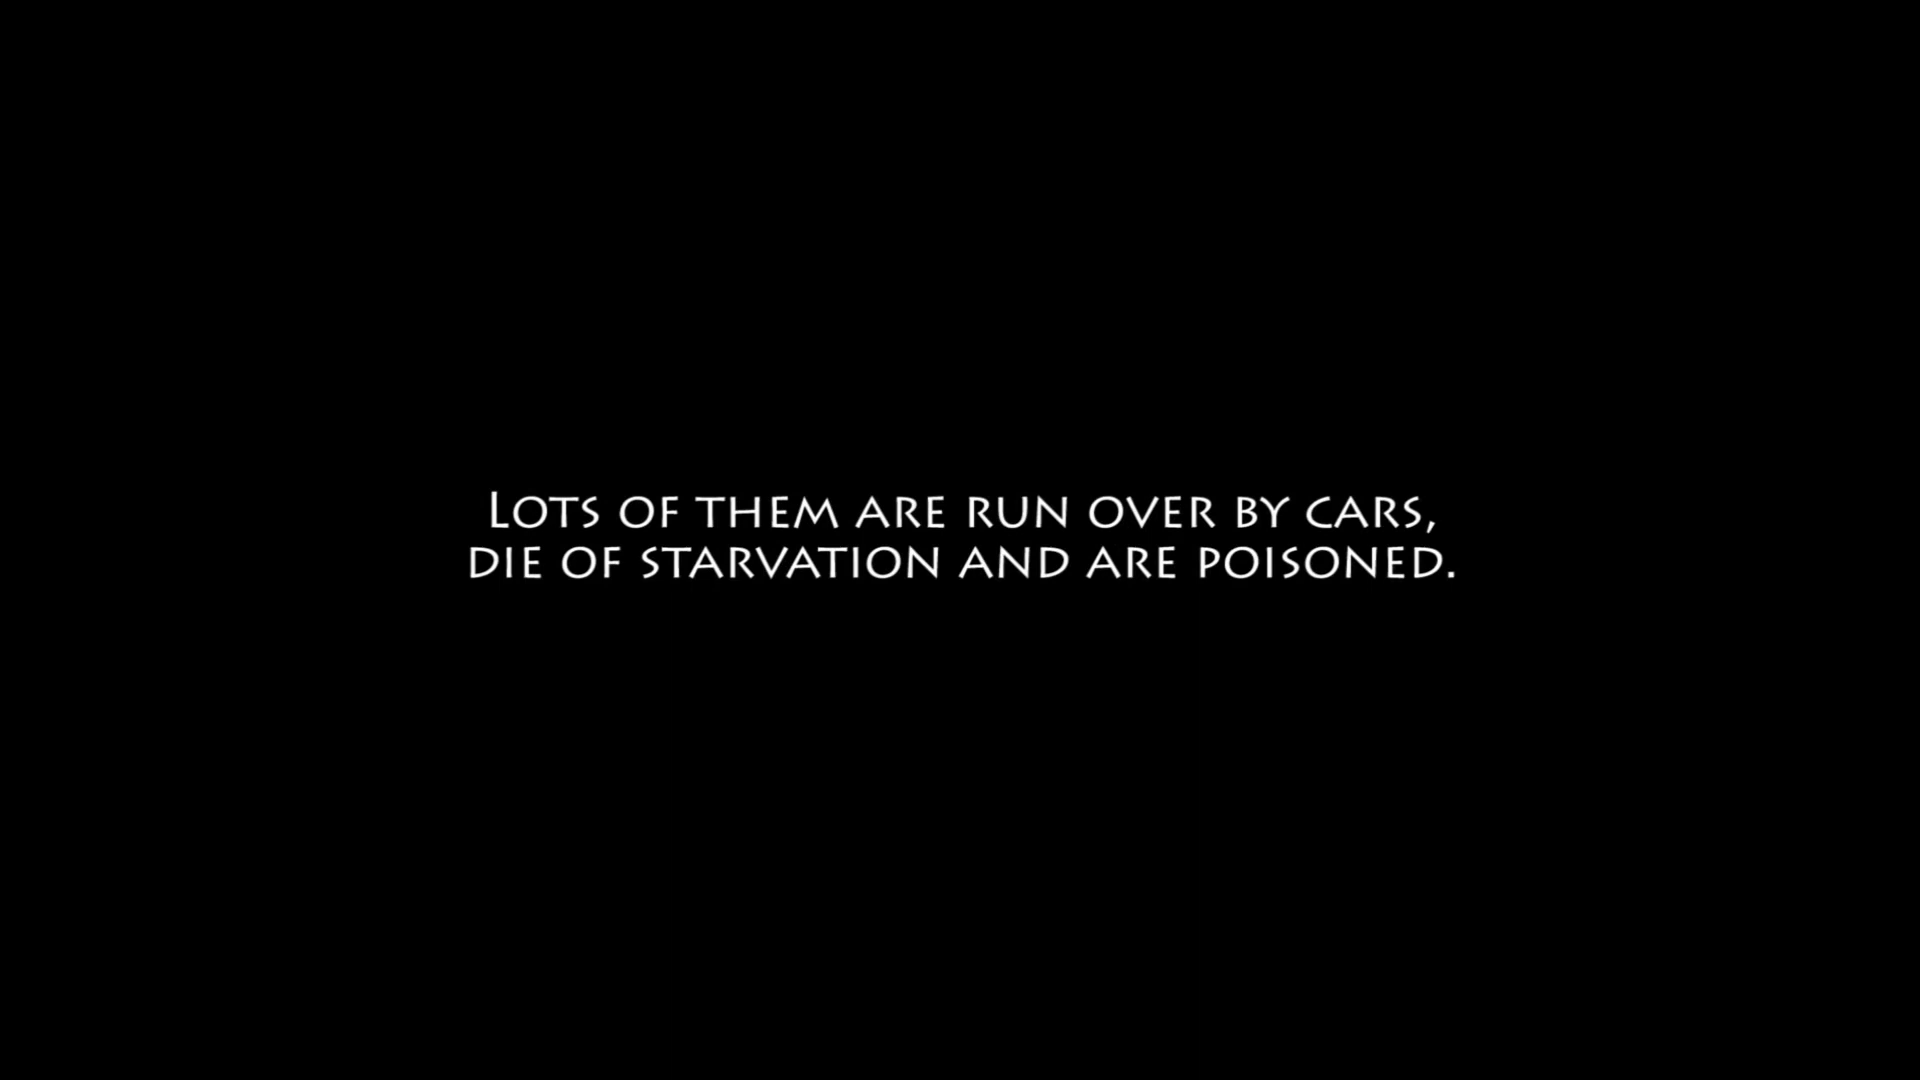 Lots of them are run over by cars,
die of starvation and are poisoned.